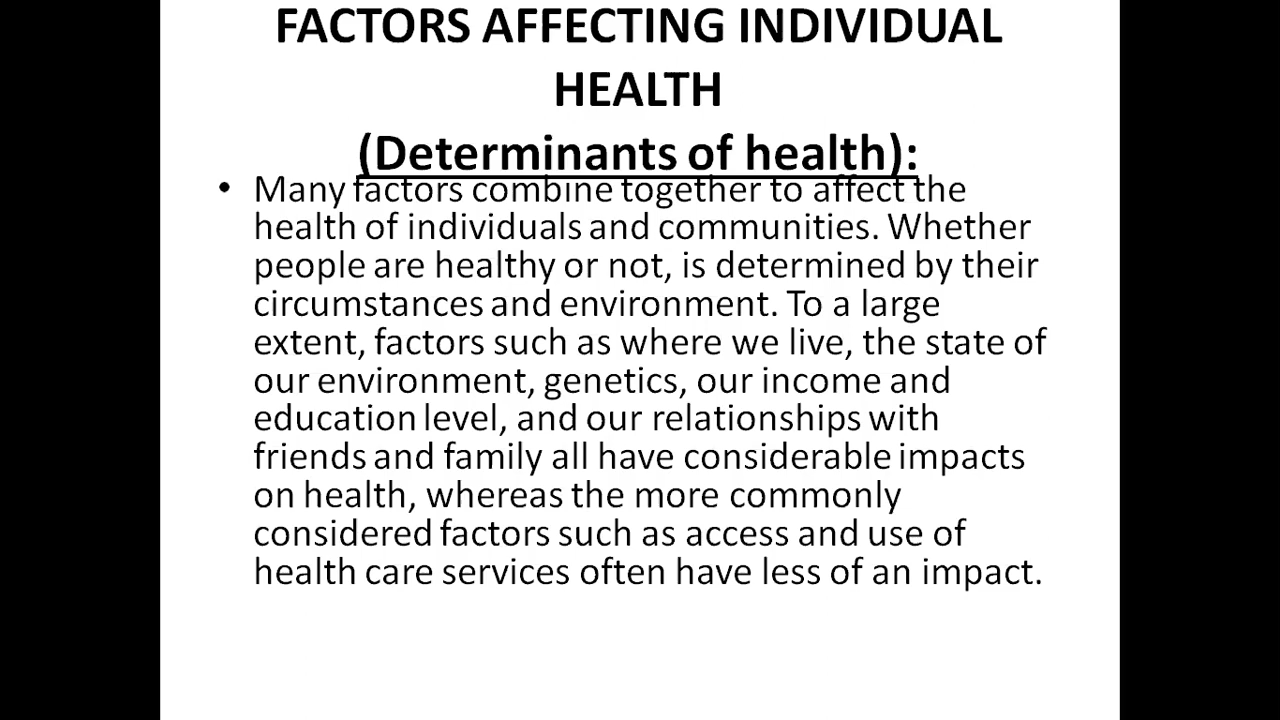 FACTORS AFFECTING INDIVIDUAL
HEALTH
(Determinants of health):
• Many factors combine together to affect the
health of individuals and communities. Whether
people are healthy or not, is determined by their
circumstances and environment. To a large
extent, factors such as where we live, the state of
our environment, genetics, our income and
education level, and our relationships with
friends and family all have considerable impacts
on health, whereas the more commonly
considered factors such as access and use of
health care services often have less of an impact.